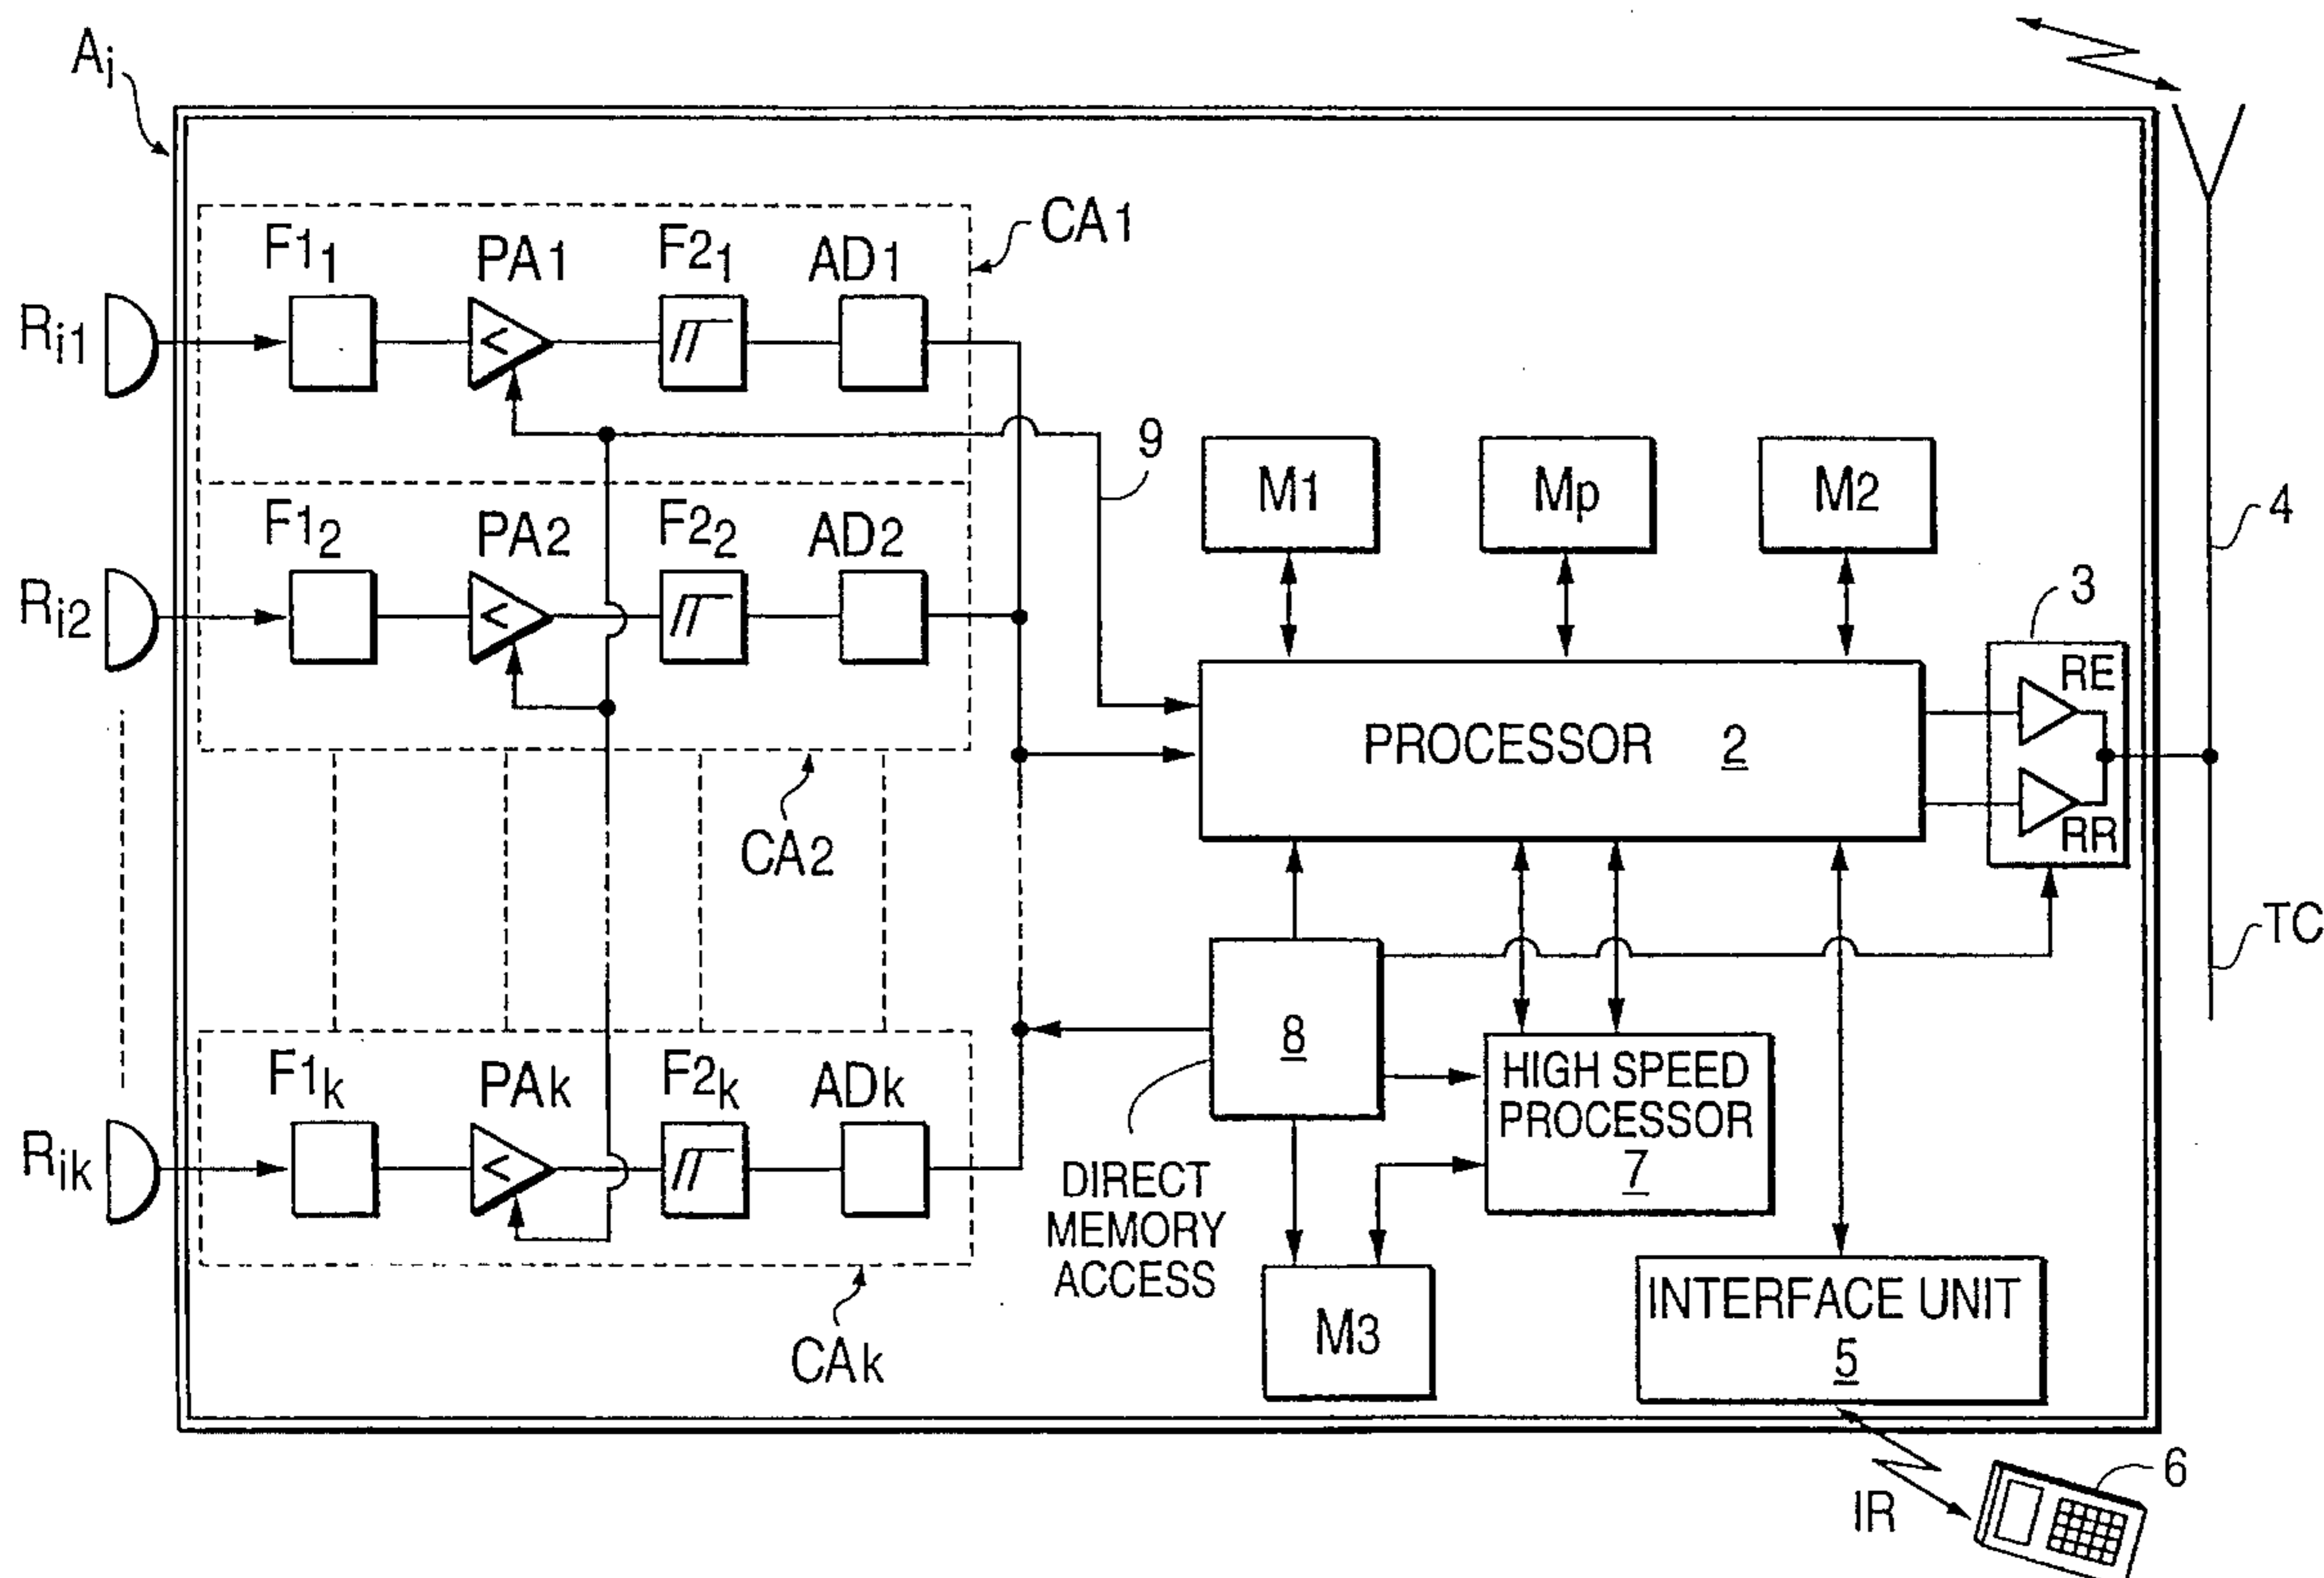 Ai
CA1
F11 PA1 F21 AD1
Ri1
9
F12 PA2 F22 AD2
Ri2
M1 Mp M2
4
3
RE
PROCESSOR 2
RR
CA2
TC
8
F1k PAk F2k ADk
HIGH SPEED
PROCESSOR
7
Rik
DIRECT
MEMORY
ACCESS
M3
INTERFACE UNIT
5
CAk
IR
6